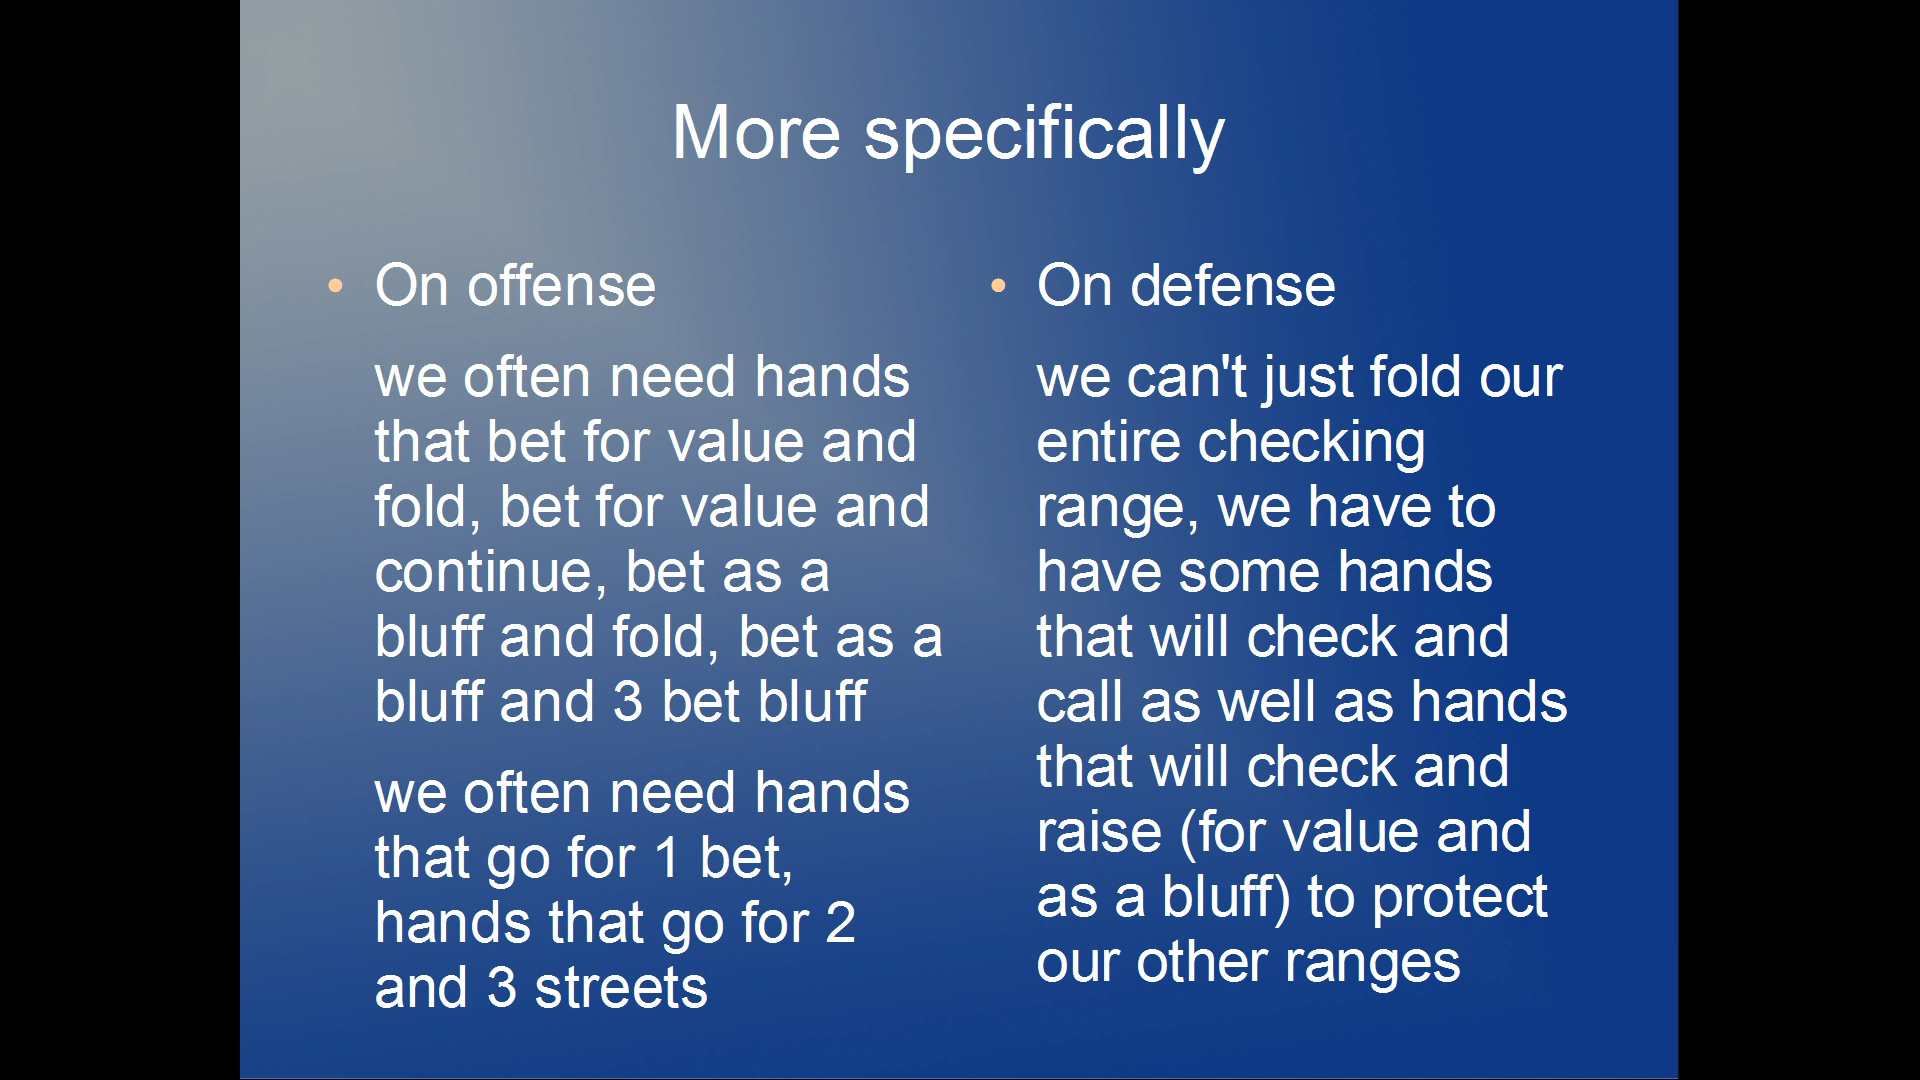 More specifically
• On offense
we often need hands
that bet for value and
fold, bet for value and
continue, bet as a
bluff and fold, bet as a
bluff and 3 bet bluff
we often need hands
that go for 1 bet,
hands that go for 2
and 3 streets
• On defense
we can't just fold our
entire checking
range, we have to
have some hands
that will check and
call as well as hands
that will check and
raise (for value and
as a bluff) to protect
our other ranges